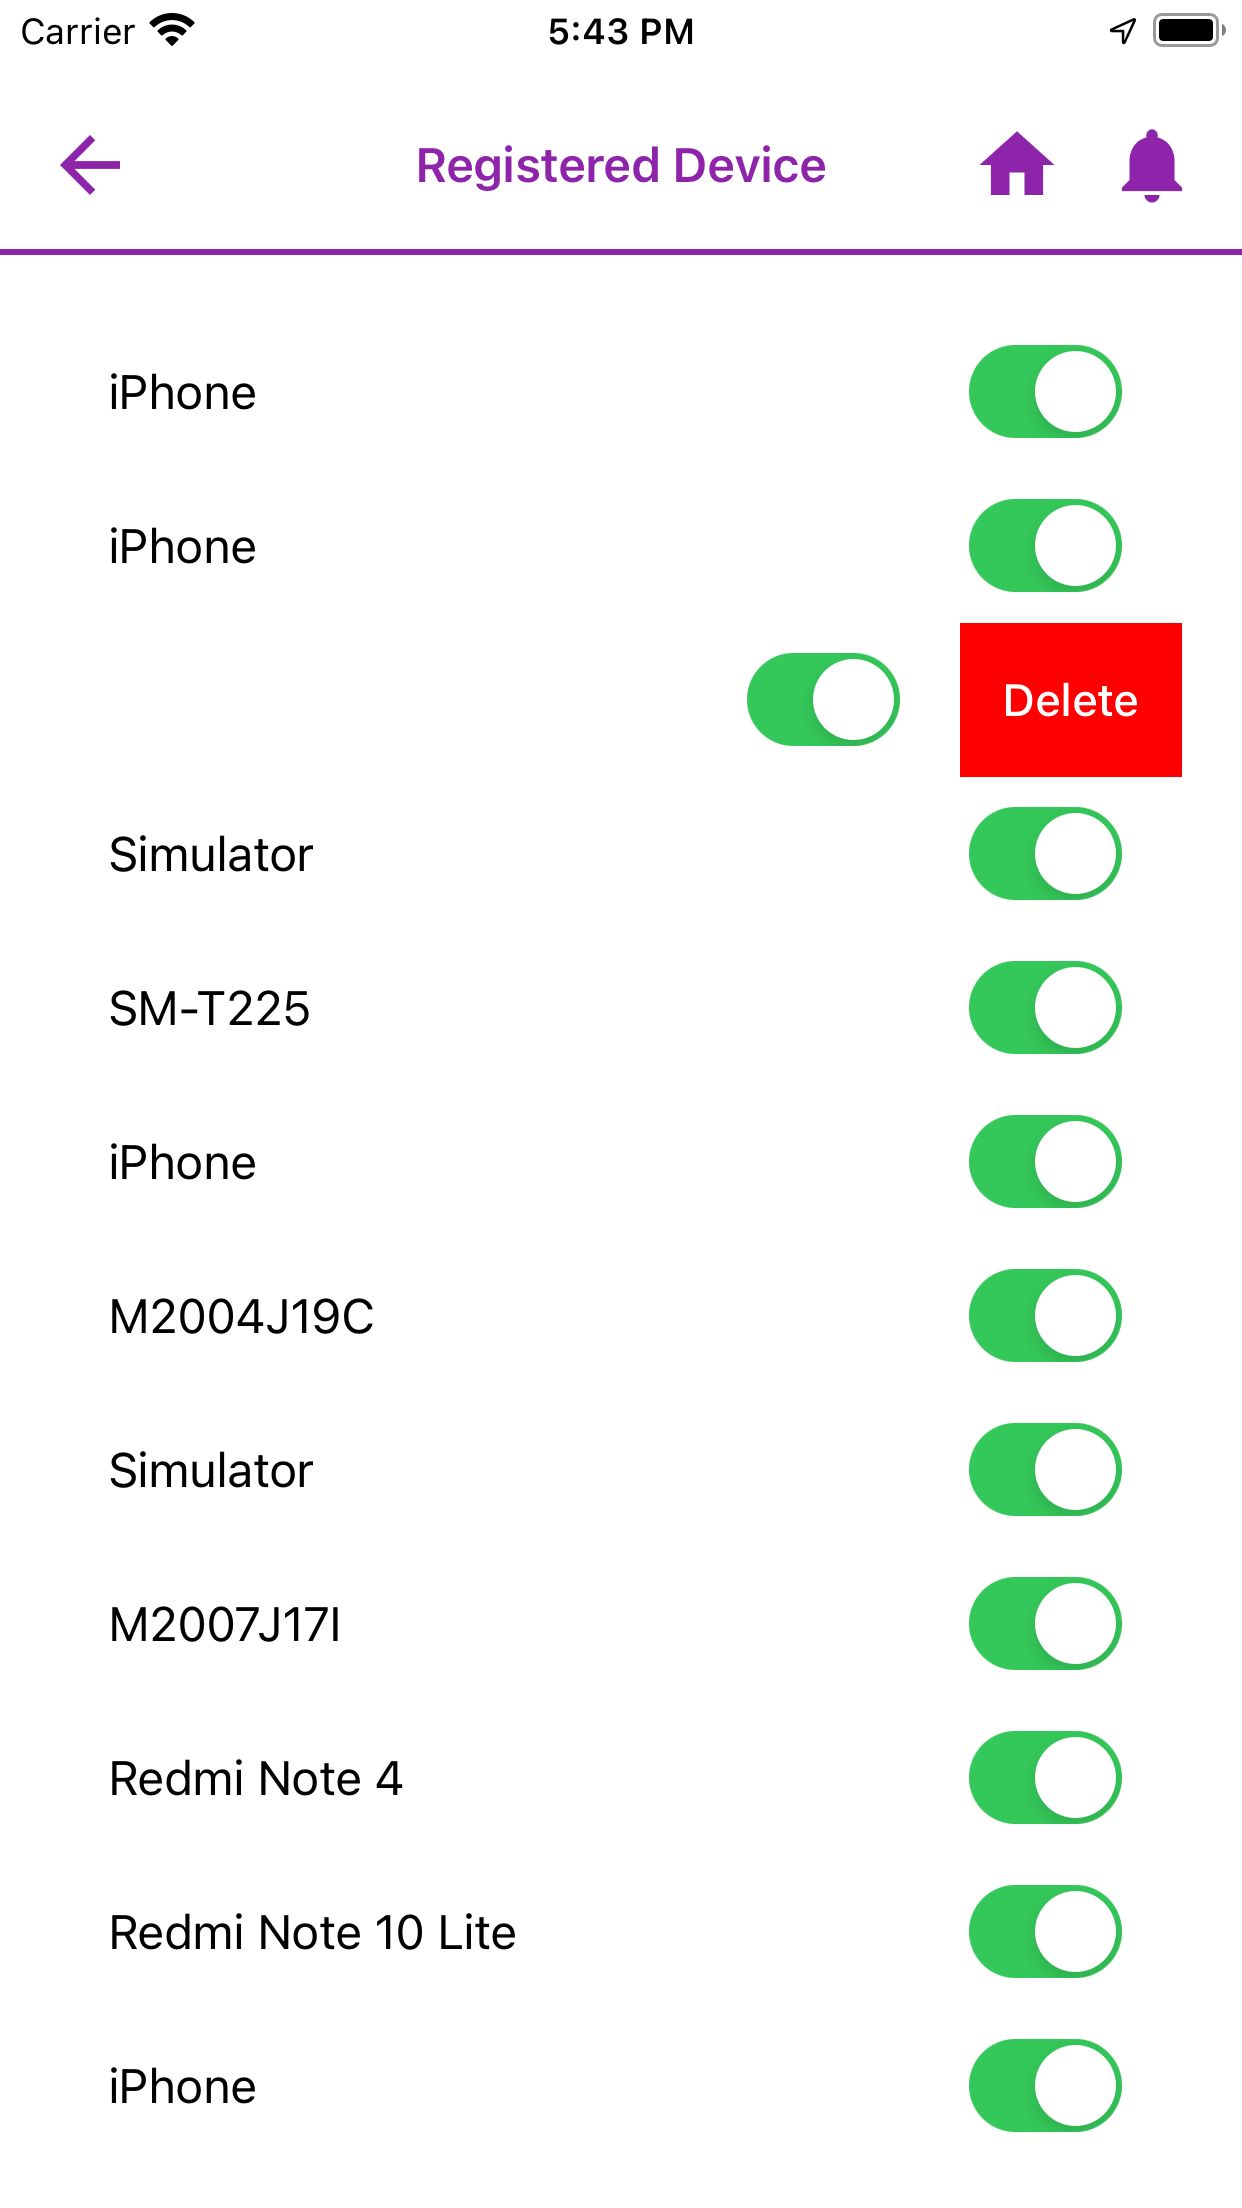 Carrier 5:43 PM
Registered Device
iPhone
iPhone
Delete
Simulator
SM-T225
iPhone
M2004J19C
Simulator
M2007J17I
Redmi Note 4
Redmi Note 10 Lite
iPhone